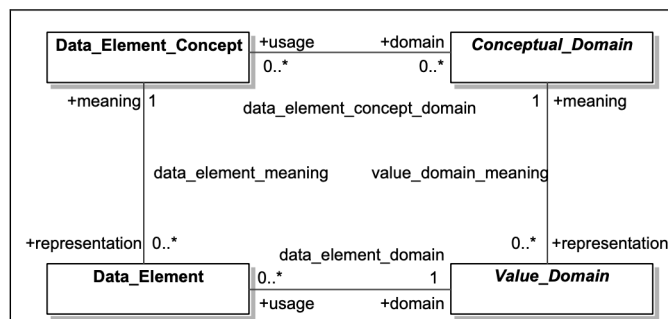 Data_Element_Concept +usage +domain Conceptual_Domain
0..* 0..*
+meaning 1 data_element_concept_domain 1 +meaning
data_element_meaning value_domain_meaning
+representation 0..* 0..* +representation
data_element_domain
Data_Element 0..* 1 Value_Domain
+usage +domain